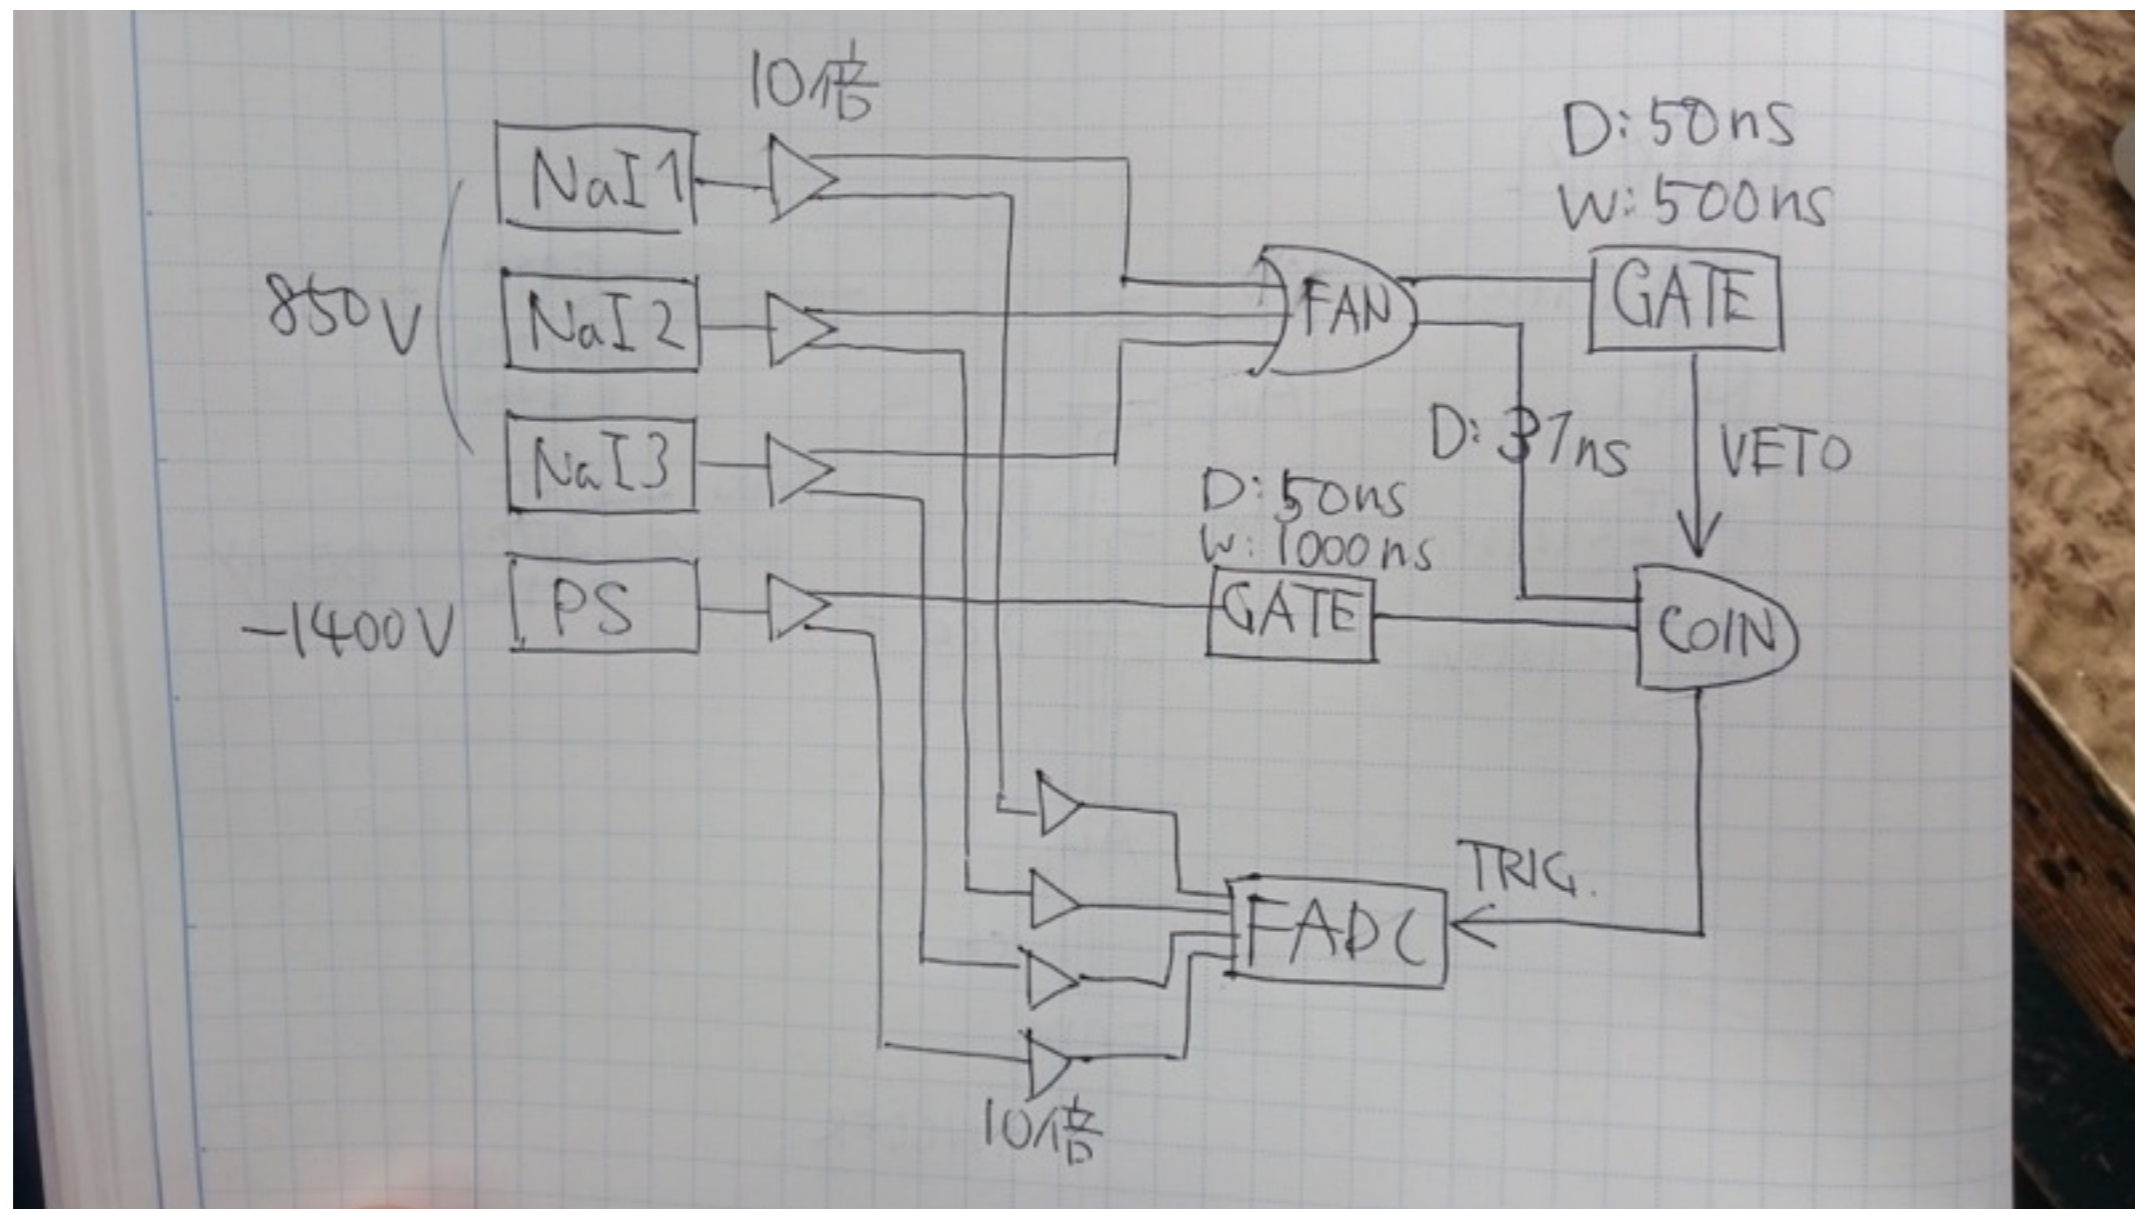 10倍
D:50ns
W:500ns
NaI1
850V
NaI2
FAN
GATE
NaI3
D:37ns
VETO
D:50ns
W:1000ns
-1400V
PS
GATE
COIN
TRIG.
FADC
10倍